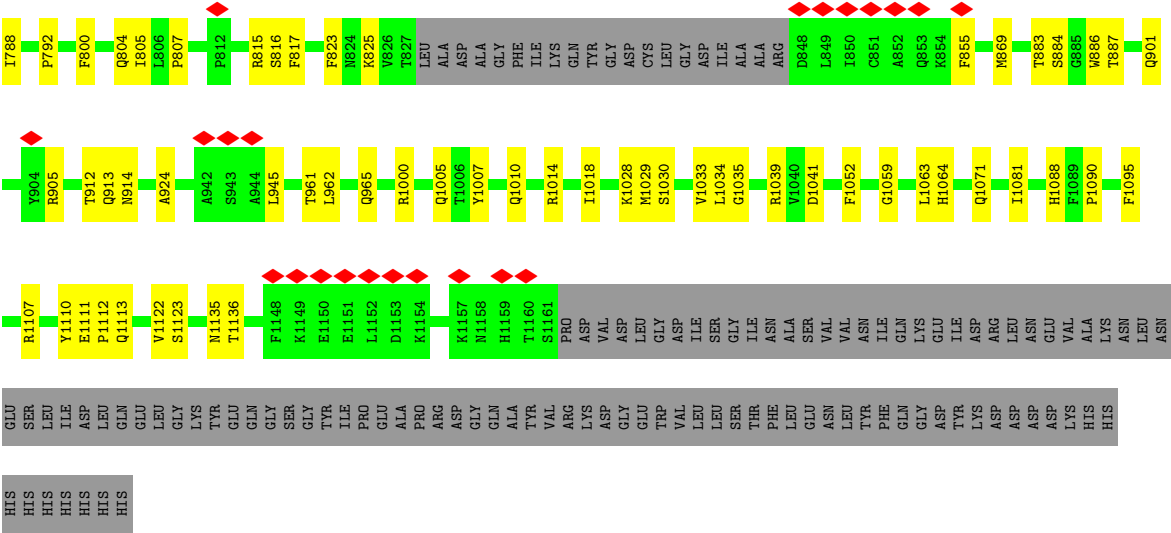 I788 P792 F800 Q804 I805 L806 P807 P812 R815 S816 F817 F823 N824 K825 V826 T827 LEU ALA ASP ALA GLY PHE ILE LYS GLN TYR GLY ASP CYS LEU GLY ASP ILE ALA ALA ARG D848 L849 I850 C851 A852 Q853 K854 F855 M869 T883 S884 G885 W886 T887 Q901
Y904 R905 T912 Q913 N914 A924 A942 S943 A944 L945 T961 L962 Q965 R1000 Q1005 T1006 Y1007 Q1010 R1014 I1018 K1028 M1029 S1030 V1033 L1034 G1035 R1039 V1040 D1041 F1052 G1059 L1063 H1064 Q1071 I1081 H1088 F1089 P1090 F1095
R1107 Y1110 E1111 P1112 Q1113 V1122 S1123 N1135 T1136 F1148 K1149 E1150 E1151 L1152 D1153 K1154 K1157 N1158 H1159 T1160 S1161 PRO ASP VAL ASP LEU GLY ASP ILE SER GLY ILE ASN ALA SER VAL VAL ASN ILE GLN LYS GLU ILE ASP ARG LEU ASN GLU VAL ALA LYS ASN LEU ASN
GLU SER LEU ILE ASP LEU GLN GLU LEU GLY LYS TYR GLU GLN GLY SER GLY TYR ILE PRO GLU ALA PRO ARG ASP GLY GLN ALA TYR VAL ARG LYS ASP GLY GLU TRP VAL LEU LEU SER THR PHE LEU GLU ASN LEU TYR PHE GLN GLY ASP TYR LYS ASP ASP ASP ASP LYS HIS HIS
HIS HIS HIS HIS HIS HIS HIS